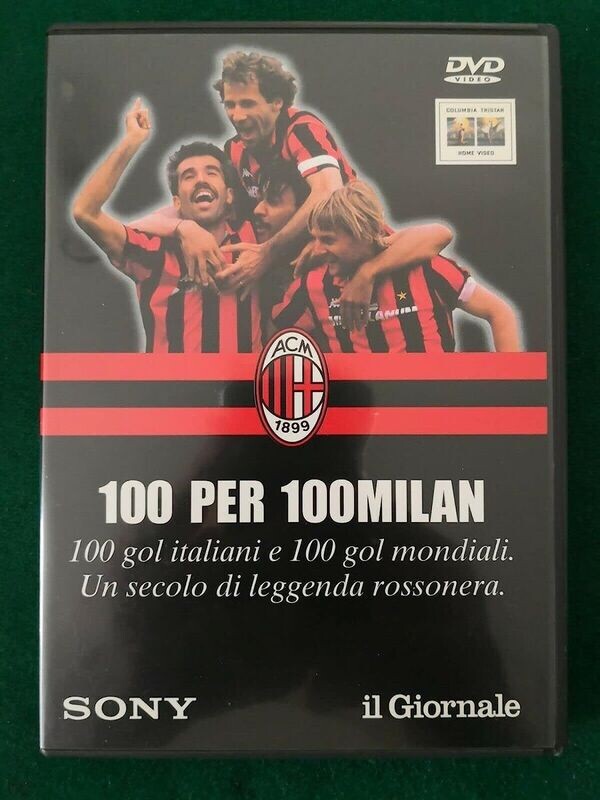 DVD
VIDEO
COLUMBIA TRISTAR
HOME VIDEO
ACM
1899
100 PER 100MILAN
100 gol italiani e 100 gol mondiali.
Un secolo di leggenda rossonera.
SONY
il Giornale